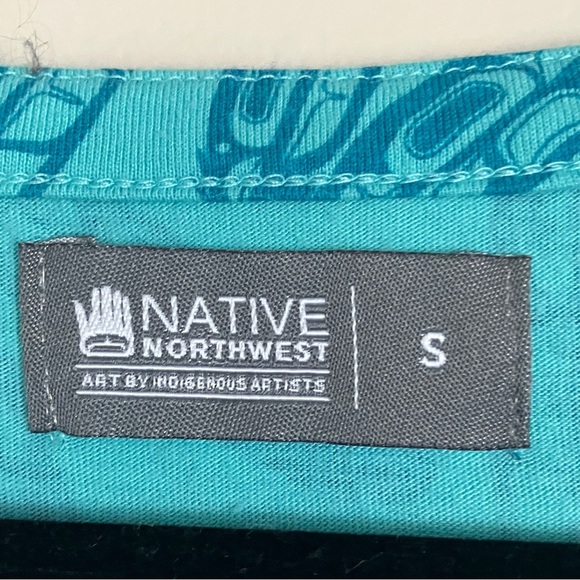 NATIVE
NORTHWEST
ART BY INDIGENOUS ARTISTS
S